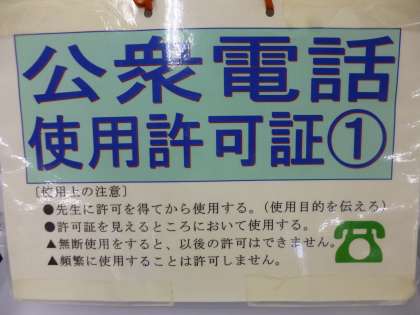 公衆電話
使用許可証①
［使用上の注意］
●先生に許可を得てから使用する。（使用目的を伝える）
●許可証を見えるところにおいて使用する。
▲無断使用をすると、以後の許可はできません。
▲頻繁に使用することは許可しません。